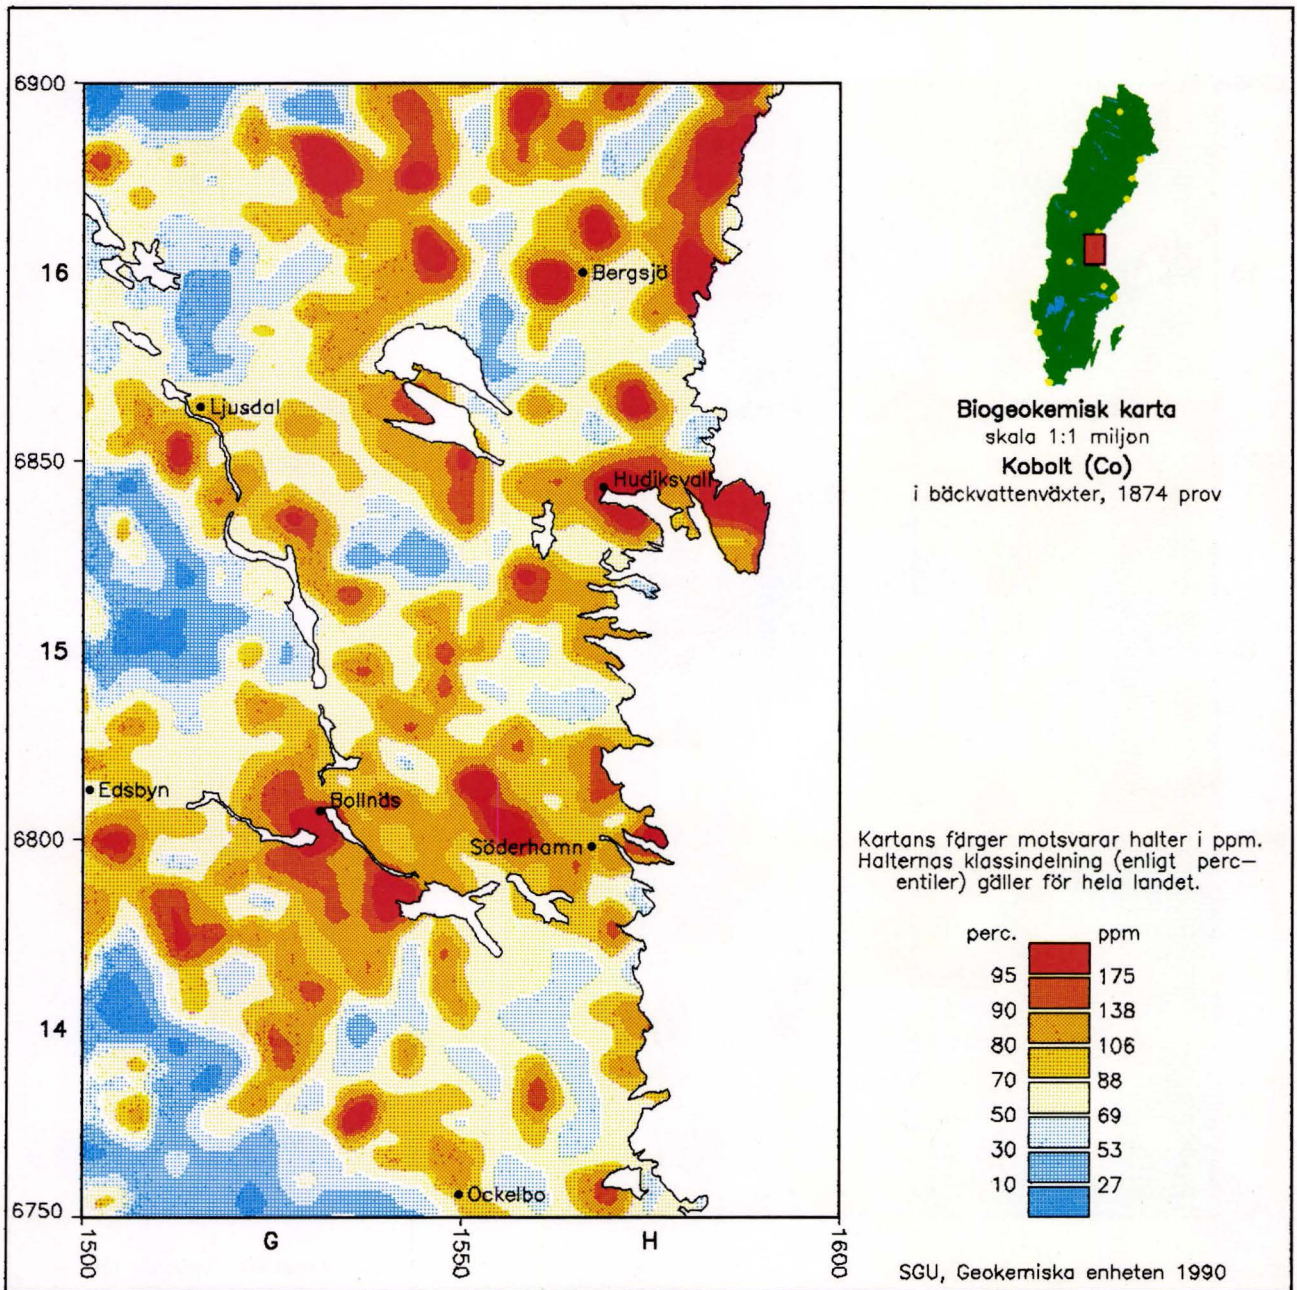 6900
16
6850
15
6800
14
6750
1500
G
1550
H
1600
Bergsjö
Ljusdal
Hudiksvall
Edsbyn
Bollnäs
Söderhamn
Ockelbo
Biogeokemisk karta
skala 1:1 miljon
Kobolt (Co)
i bäckvattenväxter, 1874 prov
Kartans färger motsvarar halter i ppm.
Halternas klassindelning (enligt perc-
entiler) gäller för hela landet.
perc. ppm
95 175
90 138
80 106
70 88
50 69
30 53
10 27
SGU, Geokemiska enheten 1990